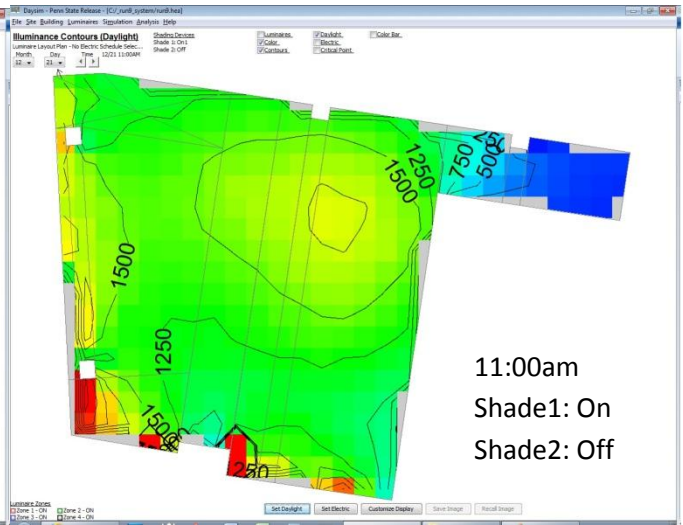 Daysim - Penn State Release - [C:/_run9_system/run9.hex]
File Site Building Luminaires Simulation Analysis Help
Illuminance Contours (Daylight)
Luminaire Layout Plan - No Electric Schedule Selec...
Month Day Time 12/21 11:00AM
12 21
Shading Devices
Shade 1: On1
Shade 2: Off
Luminaires Daylight Color Bar
Color Electric
Contours Critical Point
1250
1500
750
500
250
1500
1250
1500
1250
11:00am
Shade1: On
Shade2: Off
Luminaire Zones
Zone 1 - ON Zone 2 - ON
Zone 3 - ON Zone 4 - ON
Set Daylight Set Electric Customize Display Save Image Recall Image